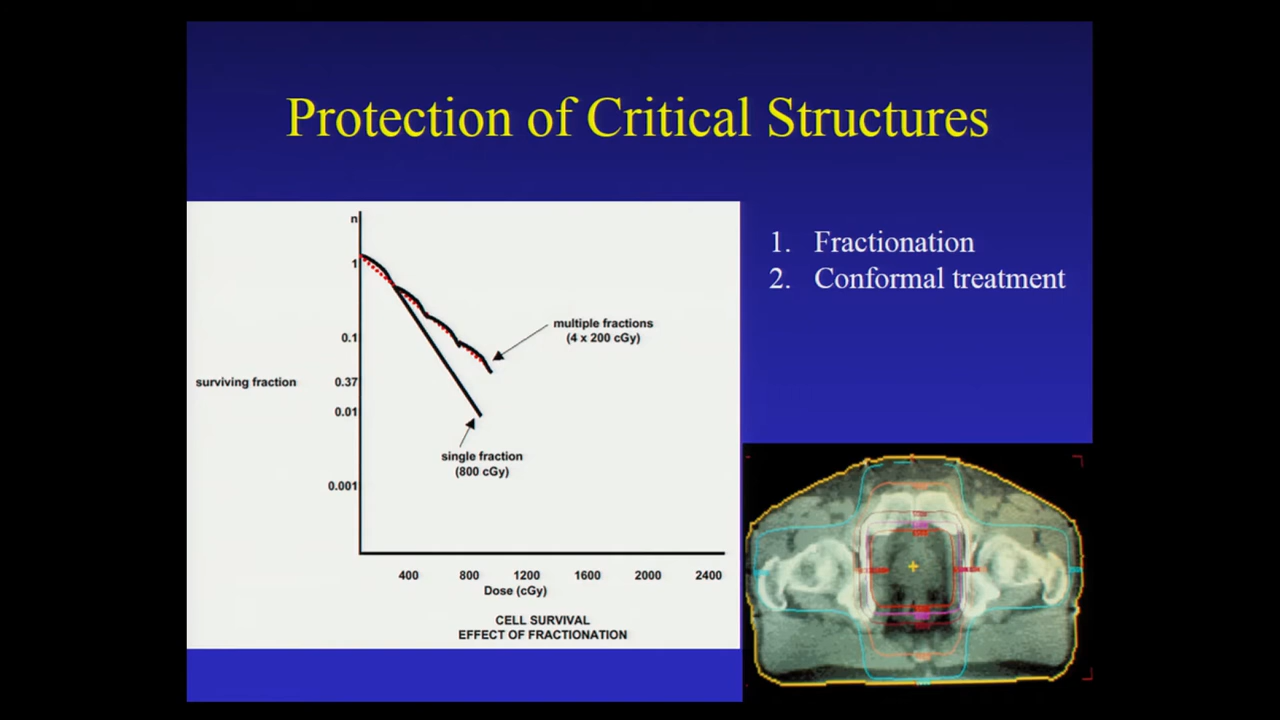 Protection of Critical Structures
n
1
0.1
surviving fraction
0.37
0.01
0.001
multiple fractions
(4 x 200 cGy)
single fraction
(800 cGy)
400 800 1200 1600 2000 2400
Dose (cGy)
CELL SURVIVAL
EFFECT OF FRACTIONATION
1. Fractionation
2. Conformal treatment